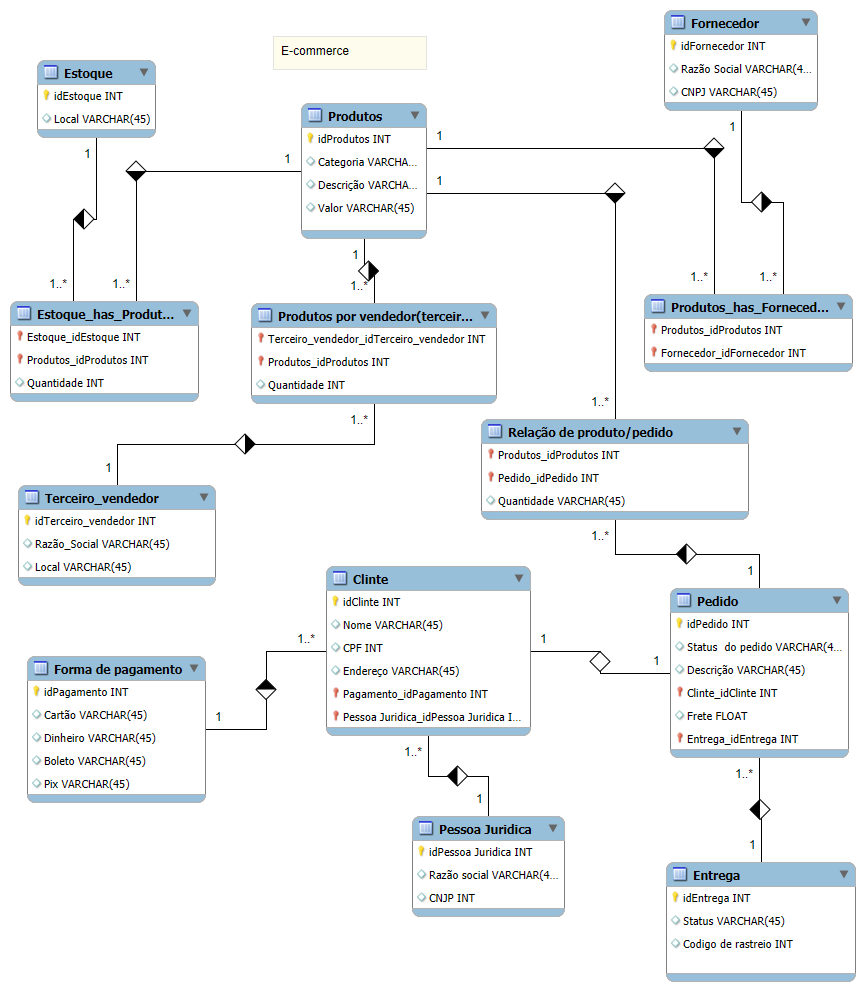 E-commerce
Fornecedor
idFornecedor INT
Razão Social VARCHAR(4...
CNPJ VARCHAR(45)
Estoque
idEstoque INT
Local VARCHAR(45)
Produtos
idProdutos INT
Categoria VARCHA...
Descrição VARCHA...
Valor VARCHAR(45)
1
1
1
1
1
1
1..*
1..*
1..*
1..*
1..*
Estoque_has_Produt...
Estoque_idEstoque INT
Produtos_idProdutos INT
Quantidade INT
Produtos por vendedor(terceir...
Terceiro_vendedor_idTerceiro_vendedor INT
Produtos_idProdutos INT
Quantidade INT
Produtos_has_Forneced...
Produtos_idProdutos INT
Fornecedor_idFornecedor INT
1..*
1..*
1
Relação de produto/pedido
Produtos_idProdutos INT
Pedido_idPedido INT
Quantidade VARCHAR(45)
Terceiro_vendedor
idTerceiro_vendedor INT
Razão_Social VARCHAR(45)
Local VARCHAR(45)
1..*
1
Clinte
idClinte INT
Nome VARCHAR(45)
CPF INT
Endereço VARCHAR(45)
Pagamento_idPagamento INT
Pessoa Juridica_idPessoa Juridica I...
Pedido
idPedido INT
Status  do pedido VARCHAR(4...
Descrição VARCHAR(45)
Clinte_idClinte INT
Frete FLOAT
Entrega_idEntrega INT
1..*
1
1
1
Forma de pagamento
idPagamento INT
Cartão VARCHAR(45)
Dinheiro VARCHAR(45)
Boleto VARCHAR(45)
Pix VARCHAR(45)
1..*
1
1..*
1
Pessoa Juridica
idPessoa Juridica INT
Razão social VARCHAR(4...
CNJP INT
Entrega
idEntrega INT
Status VARCHAR(45)
Codigo de rastreio INT